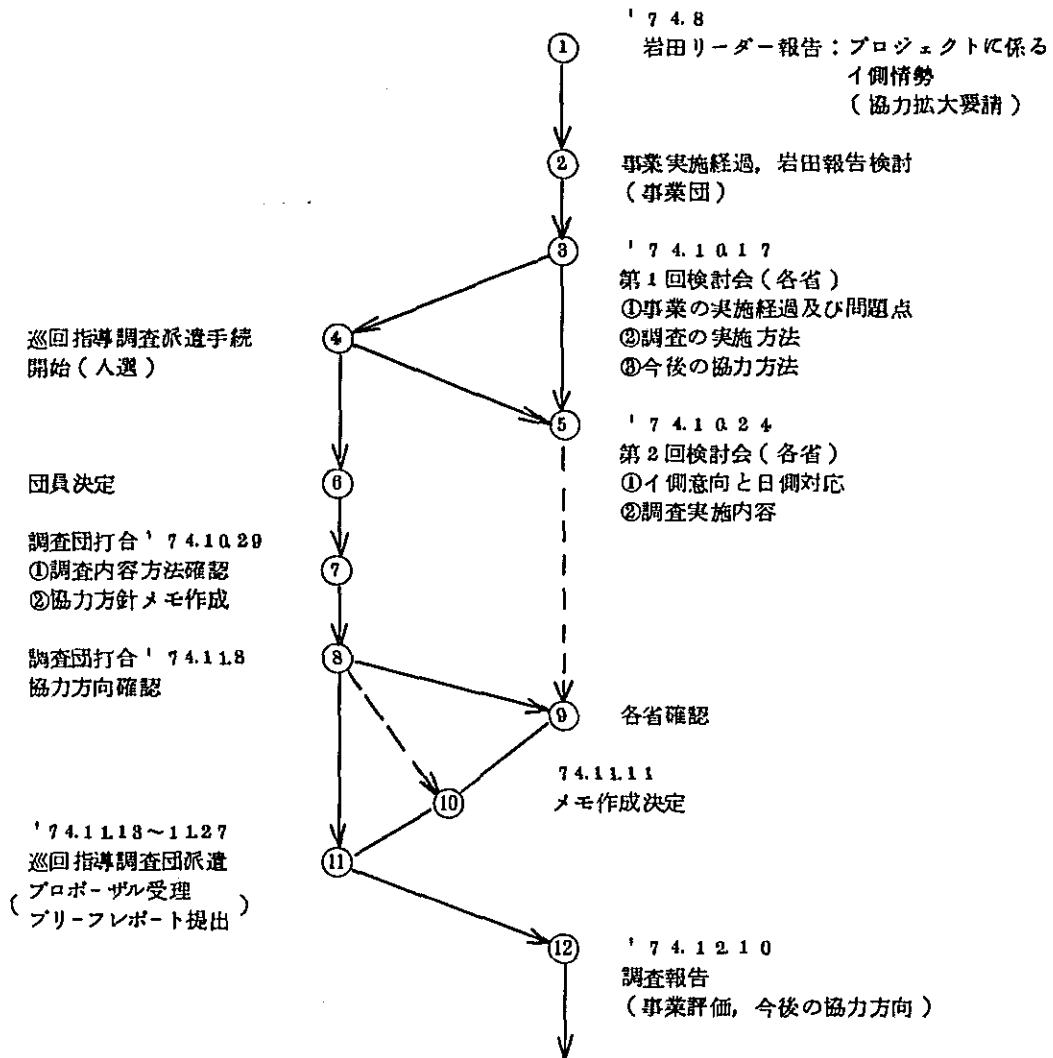 ' 74.8
① 岩田リーダー報告:プロジェクトに係る
イ側情勢
(協力拡大要請)
② 事業実施経過,岩田報告検討
(事業団)
③ ' 74.10.17
第1回検討会(各省)
①事業の実施経過及び問題点
②調査の実施方法
③今後の協力方法
巡回指導調査派遣手続 ④
開始(人選)
⑤ ' 74.10.24
第2回検討会(各省)
①イ側意向と日側対応
②調査実施内容
団員決定 ⑥
調査団打合 ' 74.10.29
①調査内容方法確認 ⑦
②協力方針メモ作成
調査団打合 ' 74.11.8 ⑧
協力方向確認
⑨ 各省確認
74.11.11
⑩ メモ作成決定
' 74.11.13~11.27
巡回指導調査団派遣 ⑪
(プロポーザル受理
ブリーフレポート提出)
⑫ ' 74.12.10
調査報告
(事業評価,今後の協力方向)